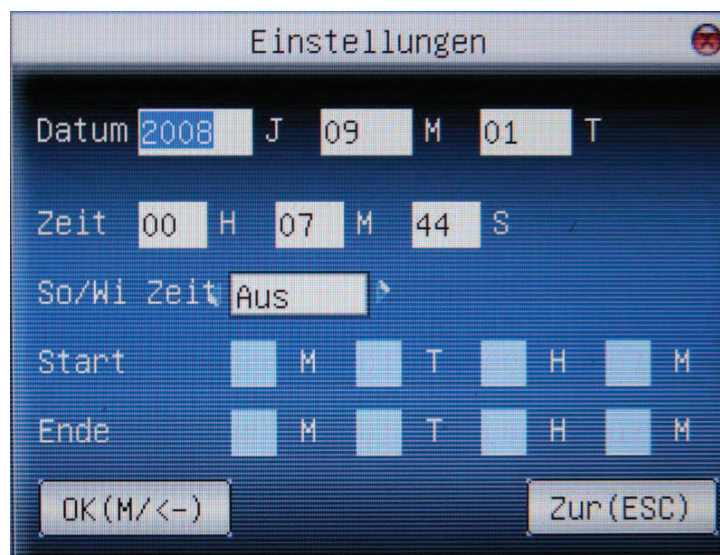 Einstellungen
Datum 2008 J 09 M 01 T
Zeit 00 H 07 M 44 S
So/Wi Zeit Aus
Start M T H M
Ende M T H M
OK(M/<-) Zur(ESC)